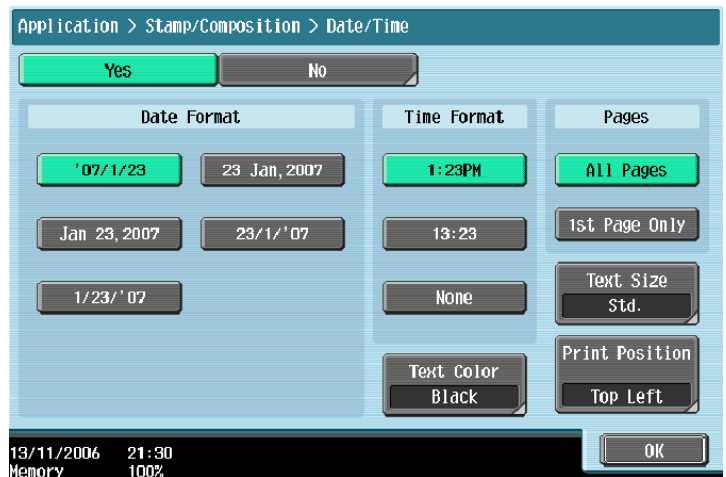 Application > Stamp/Composition > Date/Time
Yes
No
Date Format
'07/1/23
23 Jan,2007
Jan 23,2007
23/1/'07
1/23/'07
Time Format
1:23PM
13:23
None
Text Color
Black
Pages
All Pages
1st Page Only
Text Size
Std.
Print Position
Top Left
13/11/2006 21:30
Memory 100%
OK